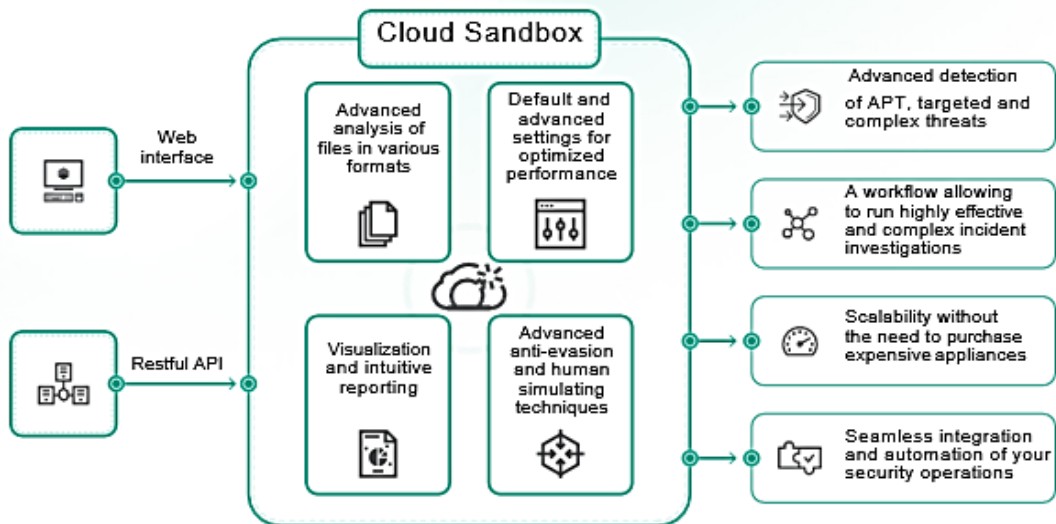 Cloud Sandbox
Web
interface
Restful API
Advanced
analysis of
files in various
formats
Default and
advanced
settings for
optimized
performance
Visualization
and intuitive
reporting
Advanced
anti-evasion
and human
simulating
techniques
Advanced detection
of APT, targeted and
complex threats
A workflow allowing
to run highly effective
and complex incident
investigations
Scalability without
the need to purchase
expensive appliances
Seamless integration
and automation of your
security operations